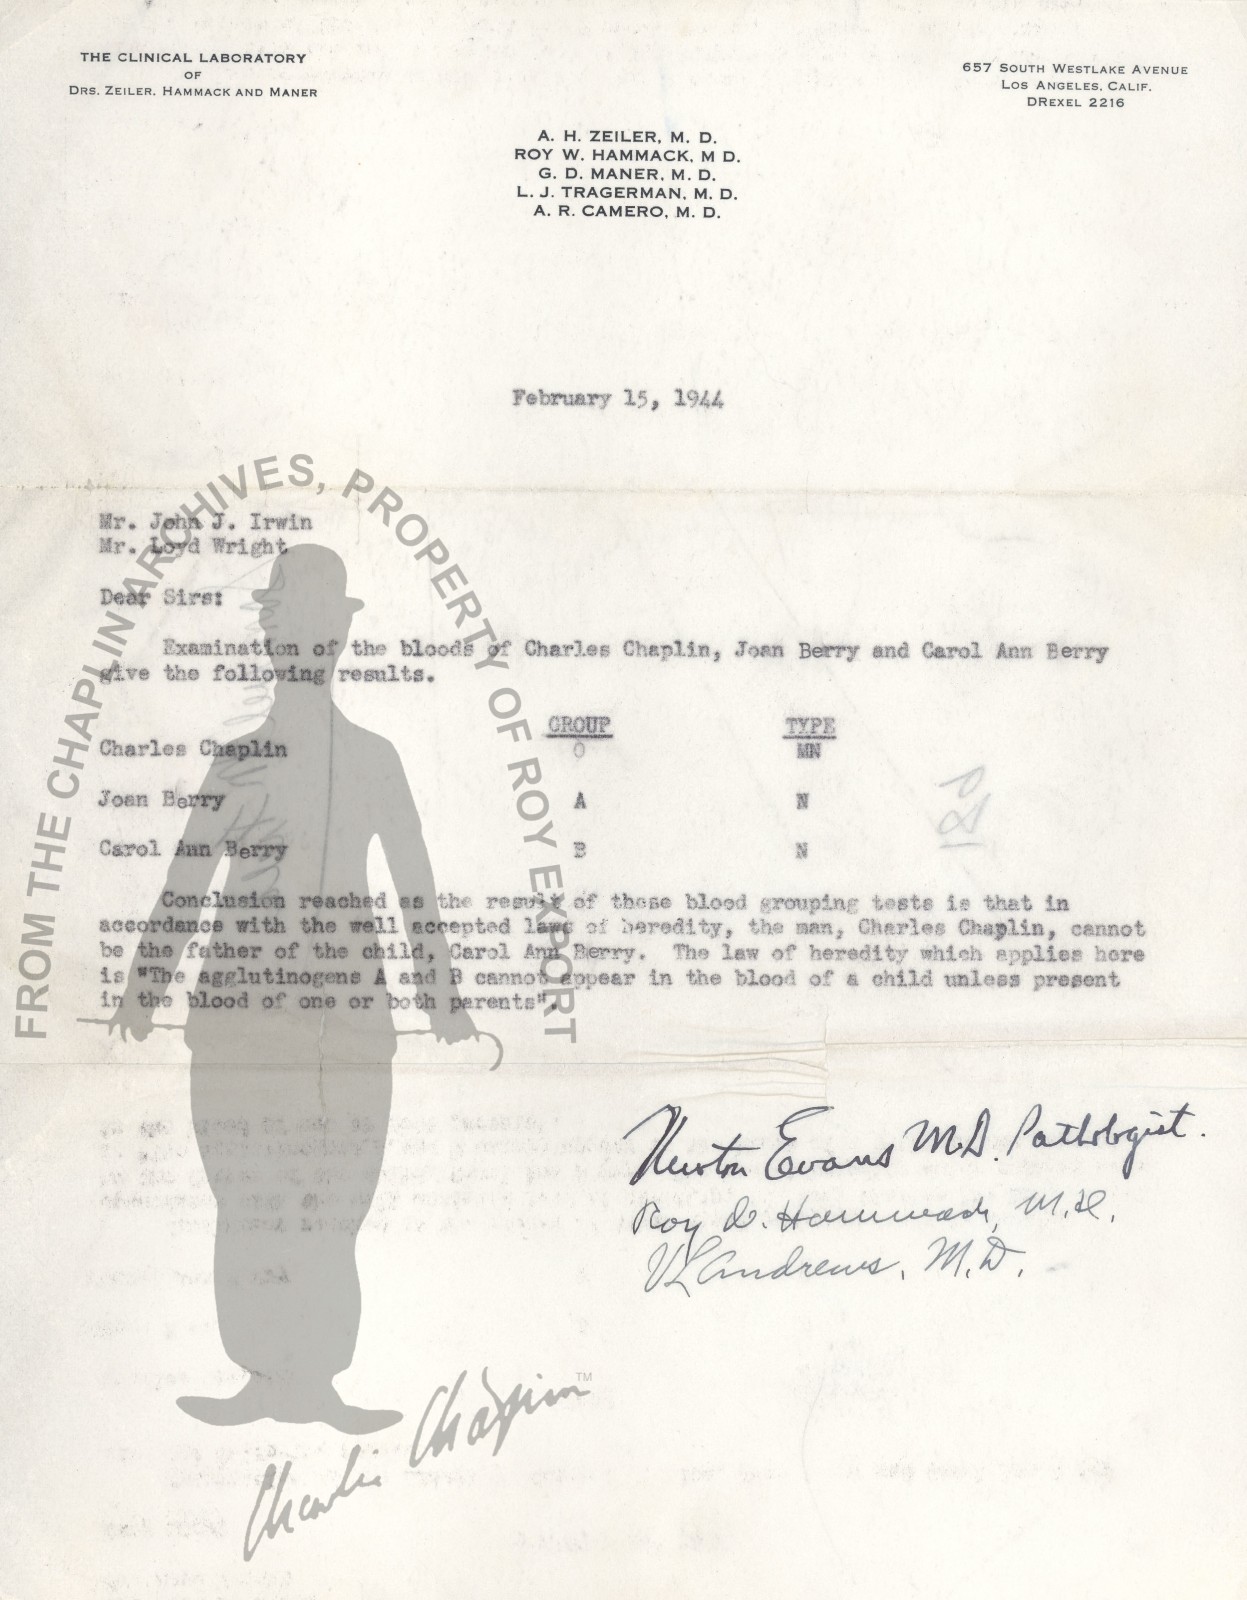 THE CLINICAL LABORATORY
OF
DRS. ZEILER, HAMMACK AND MANER
657 SOUTH WESTLAKE AVENUE
LOS ANGELES, CALIF.
DREXEL 2216
A. H. ZEILER, M. D.
ROY W. HAMMACK, M D.
G. D. MANER, M. D.
L. J. TRAGERMAN, M. D.
A. R. CAMERO, M. D.
February 15, 1944
Mr. John J. Irwin
Mr. Loyd Wright
Dear Sirs:
Examination of the bloods of Charles Chaplin, Joan Berry and Carol Ann Berry
give the following results.
GROUP TYPE
Charles Chaplin O MN
Joan Berry A N
Carol Ann Berry B N
Conclusion reached as the result of these blood grouping tests is that in
accordance with the well accepted laws of heredity, the man, Charles Chaplin, cannot
be the father of the child, Carol Ann Berry. The law of heredity which applies here
is "The agglutinogens A and B cannot appear in the blood of a child unless present
in the blood of one or both parents".
Newton Evans M.D. Pathologist.
Roy W. Hammack, M.D.
VL Andrews, M.D.
FROM THE CHAPLIN ARCHIVES, PROPERTY OF ROY EXPORT
Charlie Chaplin ™